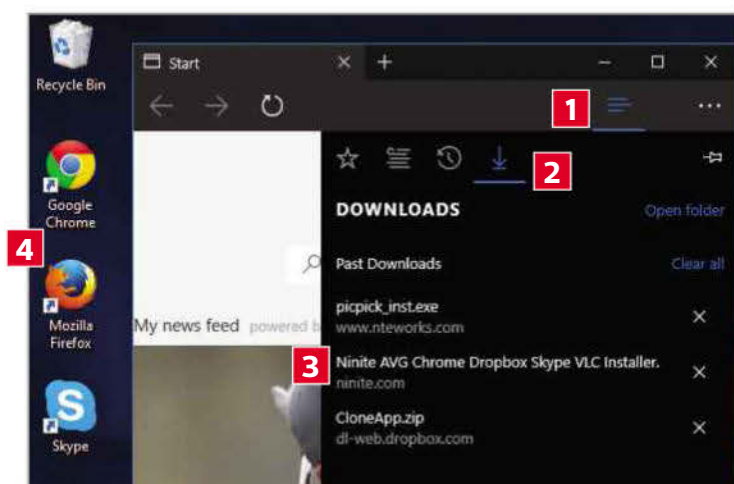 Recycle Bin
Start
1
2
DOWNLOADS
Open folder
Google
Chrome
4
Past Downloads
Clear all
picpick_inst.exe
www.nteworks.com
Mozilla
Firefox
My news feed powered b
3
Ninite AVG Chrome Dropbox Skype VLC Installer.
ninite.com
CloneApp.zip
dl-web.dropbox.com
Skype